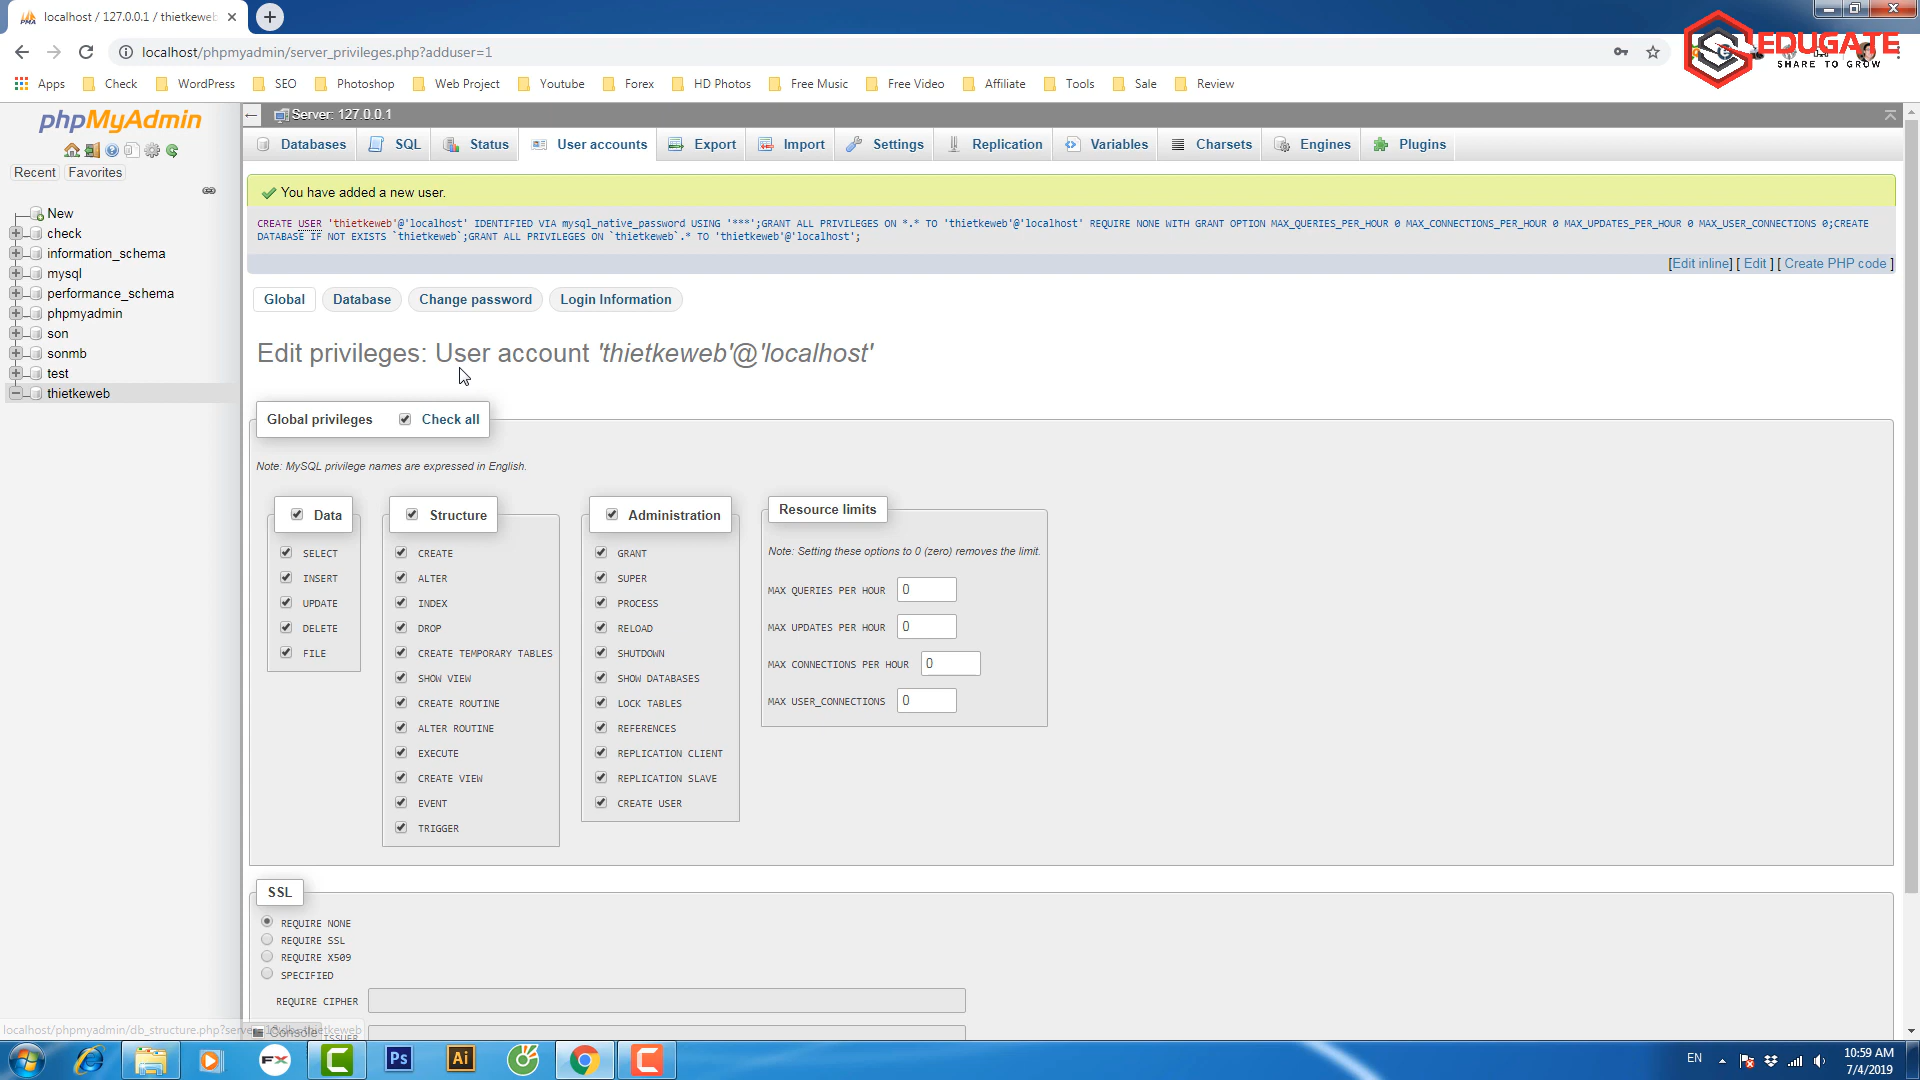 localhost / 127.0.0.1 / thietkeweb
localhost/phpmyadmin/server_privileges.php?adduser=1
EDUGATE
SHARE TO GROW
Apps Check WordPress SEO Photoshop Web Project Youtube Forex HD Photos Free Music Free Video Affiliate Tools Sale Review
phpMyAdmin
Recent Favorites
New
check
information_schema
mysql
performance_schema
phpmyadmin
son
sonmb
test
thietkeweb
Server: 127.0.0.1
Databases SQL Status User accounts Export Import Settings Replication Variables Charsets Engines Plugins
You have added a new user.
CREATE USER 'thietkeweb'@'localhost' IDENTIFIED VIA mysql_native_password USING '***';GRANT ALL PRIVILEGES ON *.* TO 'thietkeweb'@'localhost' REQUIRE NONE WITH GRANT OPTION MAX_QUERIES_PER_HOUR 0 MAX_CONNECTIONS_PER_HOUR 0 MAX_UPDATES_PER_HOUR 0 MAX_USER_CONNECTIONS 0;CREATE
DATABASE IF NOT EXISTS `thietkeweb`;GRANT ALL PRIVILEGES ON `thietkeweb`.* TO 'thietkeweb'@'localhost';
[Edit inline] [ Edit ] [ Create PHP code ]
Global Database Change password Login Information
Edit privileges: User account 'thietkeweb'@'localhost'
Global privileges Check all
Note: MySQL privilege names are expressed in English.
Data
SELECT
INSERT
UPDATE
DELETE
FILE
Structure
CREATE
ALTER
INDEX
DROP
CREATE TEMPORARY TABLES
SHOW VIEW
CREATE ROUTINE
ALTER ROUTINE
EXECUTE
CREATE VIEW
EVENT
TRIGGER
Administration
GRANT
SUPER
PROCESS
RELOAD
SHUTDOWN
SHOW DATABASES
LOCK TABLES
REFERENCES
REPLICATION CLIENT
REPLICATION SLAVE
CREATE USER
Resource limits
Note: Setting these options to 0 (zero) removes the limit.
MAX QUERIES PER HOUR 0
MAX UPDATES PER HOUR 0
MAX CONNECTIONS PER HOUR 0
MAX USER_CONNECTIONS 0
SSL
REQUIRE NONE
REQUIRE SSL
REQUIRE X509
SPECIFIED
REQUIRE CIPHER
ISSUER
Console
FX
Ps
Ai
EN
10:59 AM
7/4/2019